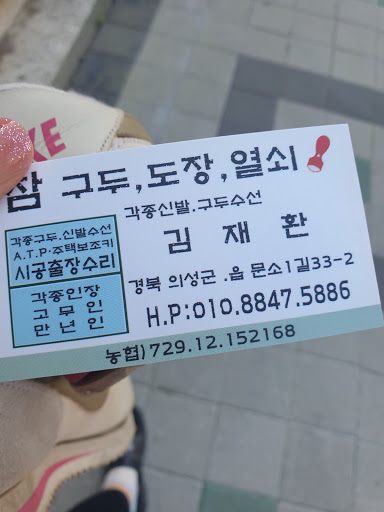 KE
참 구두,도장,열쇠
각종신발.구두수선
김 재 환
각종구두.신발수선
A.T.P.주택보조키
시공출장수리
각종인장
고무인
만년인
경북 의성군 .읍 문소1길33-2
H.P:010.8847.5886
농협)729.12.152168